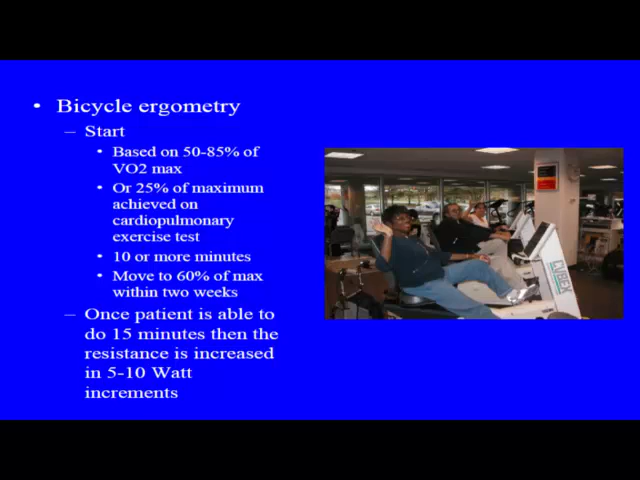 • Bicycle ergometry
– Start
• Based on 50-85% of
VO2 max
• Or 25% of maximum
achieved on
cardiopulmonary
exercise test
• 10 or more minutes
• Move to 60% of max
within two weeks
– Once patient is able to
do 15 minutes then the
resistance is increased
in 5-10 Watt
increments
CYBEX